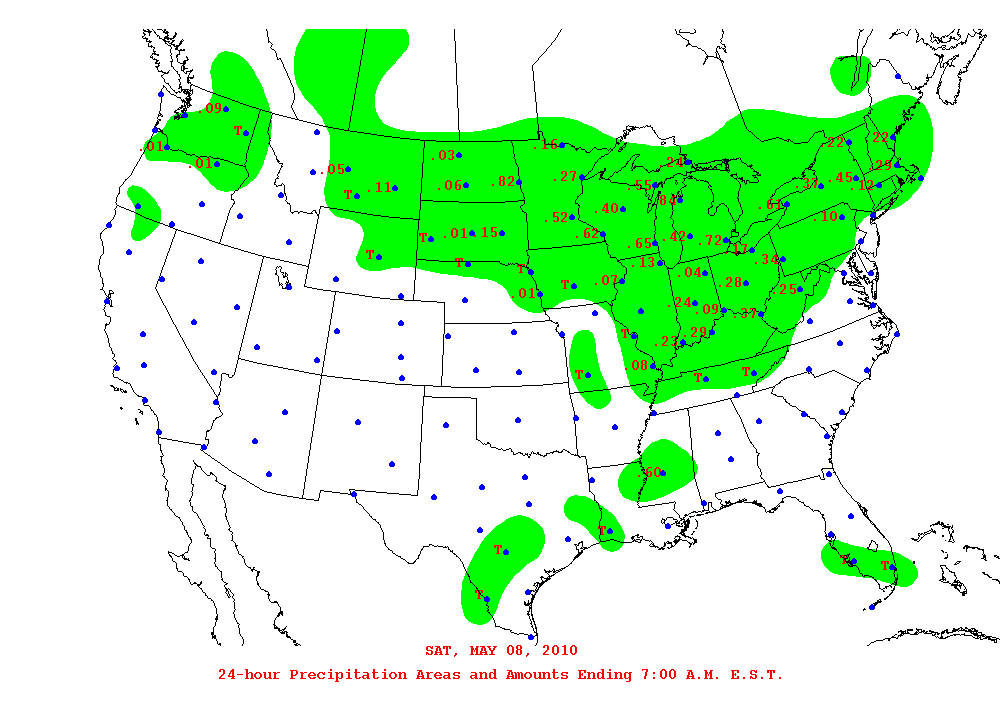 .09
T
.01
.01
.16
.03
.24
.22
.22
.05
.11
T
.06
.82
.27
.55
.84
.37
.45
.12
.29
.61
.10
.52
.40
T
.01
.15
.62
.65
.42
.72
.17
.34
T
T
T
.13
.04
.28
.25
.01
T
.07
.24
.09
.37
T
.23
.29
.08
T
T
T
.60
T
T
T
T
T
SAT, MAY 08, 2010
24-hour Precipitation Areas and Amounts Ending 7:00 A.M. E.S.T.